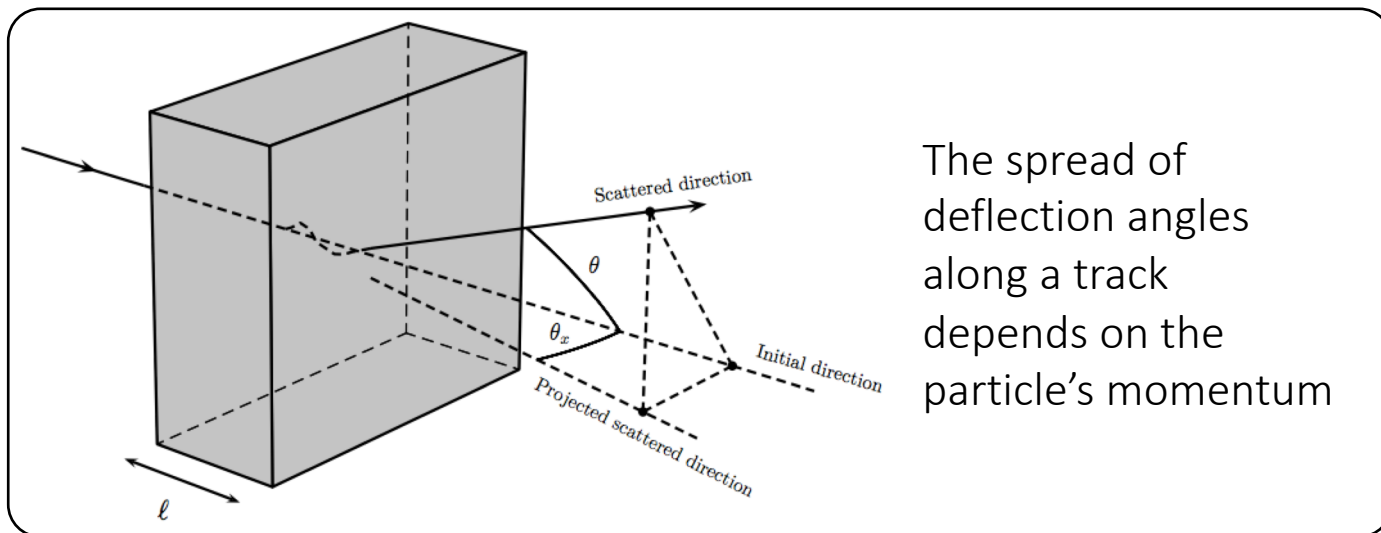 Scattered direction
θ
θₓ
Initial direction
Projected scattered direction
ℓ
The spread of
deflection angles
along a track
depends on the
particle’s momentum